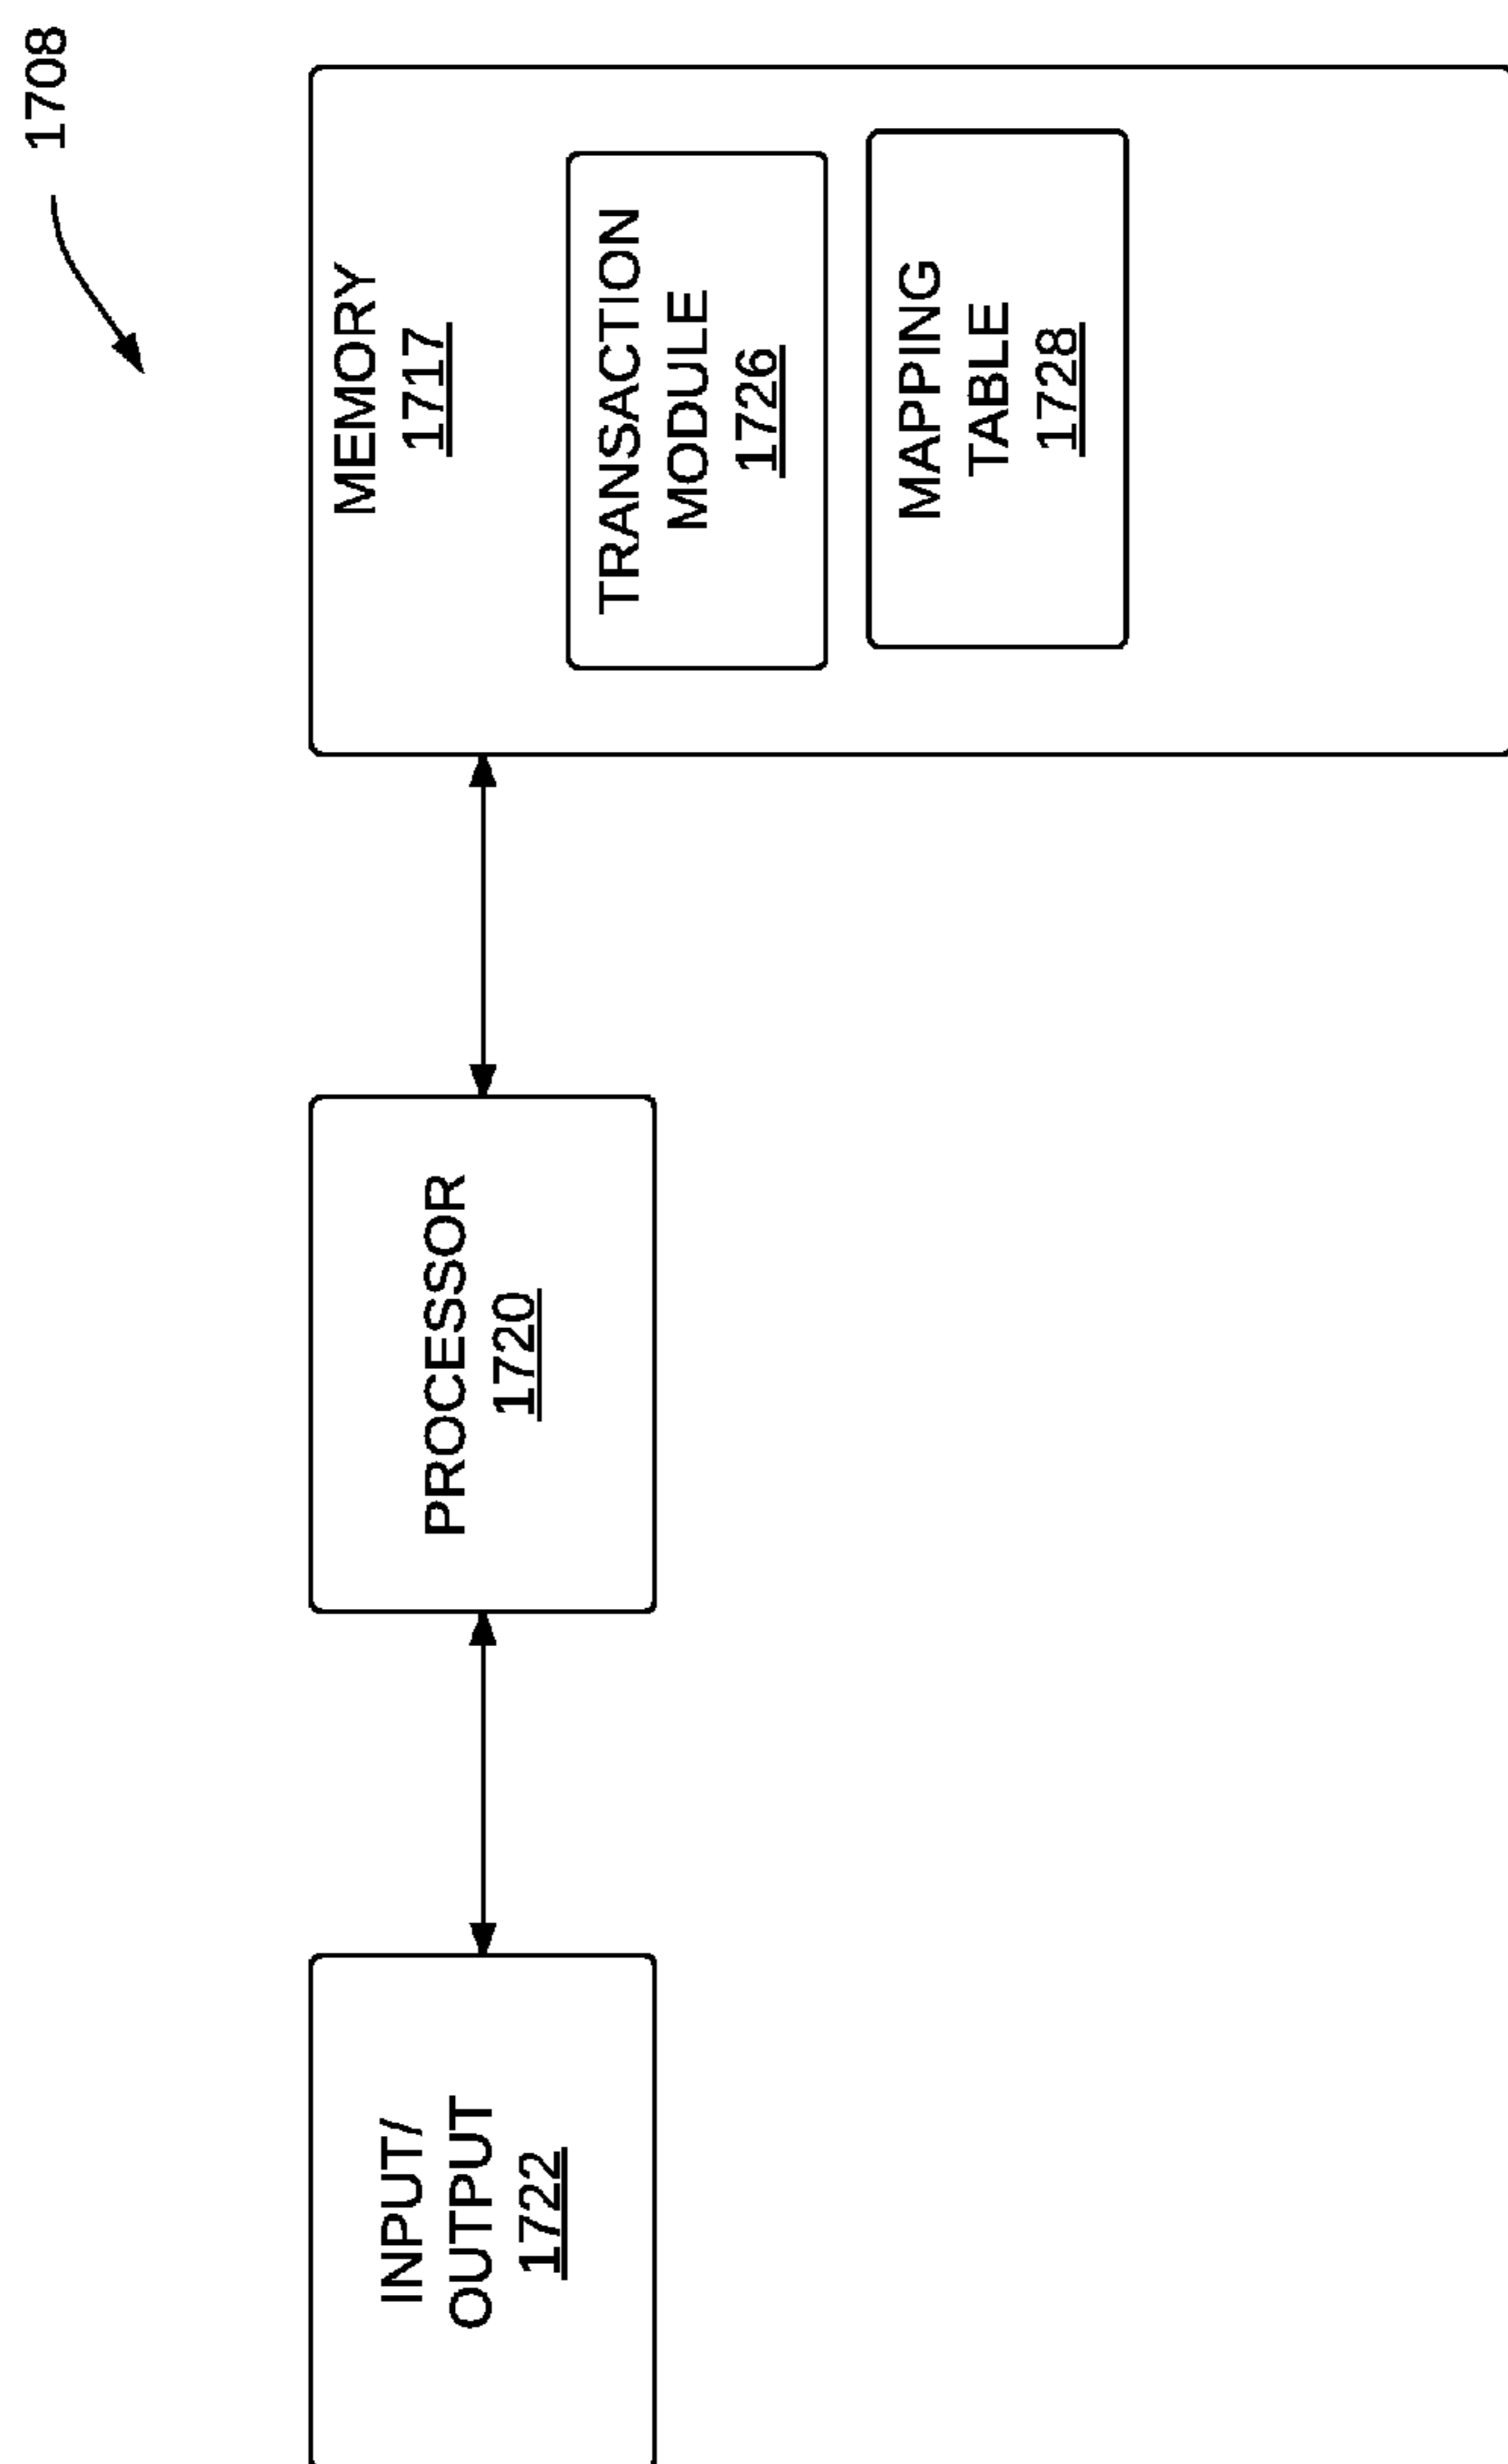 1708
INPUT/
OUTPUT
1722
PROCESSOR
1720
MEMORY
1717
TRANSACTION
MODULE
1726
MAPPING
TABLE
1728